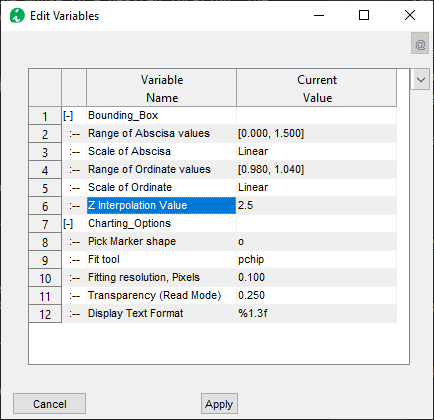 Edit Variables
@
Variable Name Current Value
1 [-] Bounding_Box
2 :-- Range of Abscisa values [0.000, 1.500]
3 :-- Scale of Abscisa Linear
4 :-- Range of Ordinate values [0.980, 1.040]
5 :-- Scale of Ordinate Linear
6 :-- Z Interpolation Value 2.5
7 [-] Charting_Options
8 :-- Pick Marker shape o
9 :-- Fit tool pchip
10 :-- Fitting resolution, Pixels 0.100
11 :-- Transparency (Read Mode) 0.250
12 :-- Display Text Format %1.3f
Cancel Apply